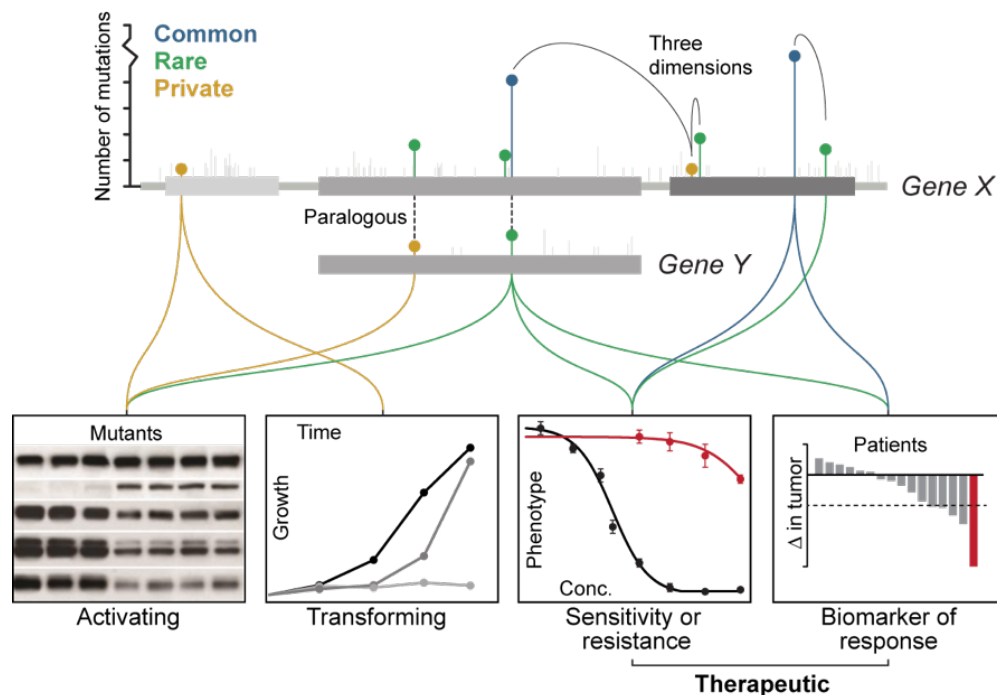 Number of mutations
Common
Rare
Private
Three
dimensions
Gene X
Paralogous
Gene Y
Mutants
Activating
Time
Growth
Transforming
Phenotype
Conc.
Sensitivity or
resistance
Patients
Δ in tumor
Biomarker of
response
Therapeutic